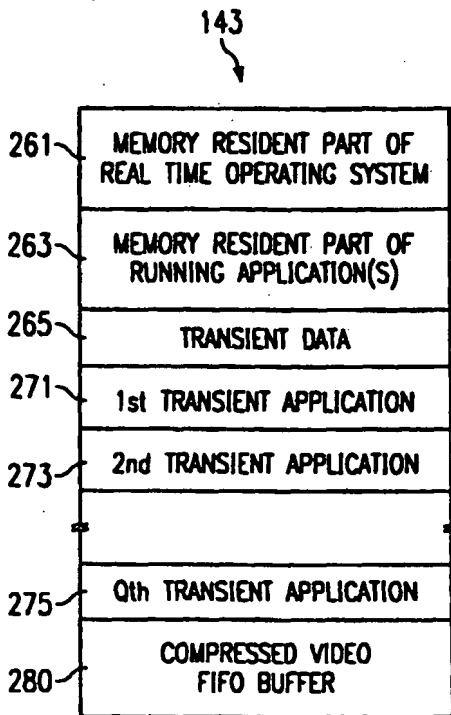 143
261
MEMORY RESIDENT PART OF
REAL TIME OPERATING SYSTEM
263
MEMORY RESIDENT PART OF
RUNNING APPLICATION(S)
265
TRANSIENT DATA
271
1st TRANSIENT APPLICATION
273
2nd TRANSIENT APPLICATION
275
Qth TRANSIENT APPLICATION
280
COMPRESSED VIDEO
FIFO BUFFER